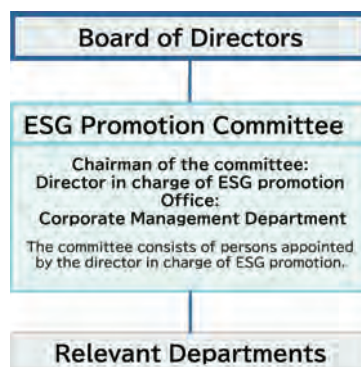 Board of Directors
ESG Promotion Committee
Chairman of the committee:
Director in charge of ESG promotion
Office:
Corporate Management Department
The committee consists of persons appointed
by the director in charge of ESG promotion.
Relevant Departments